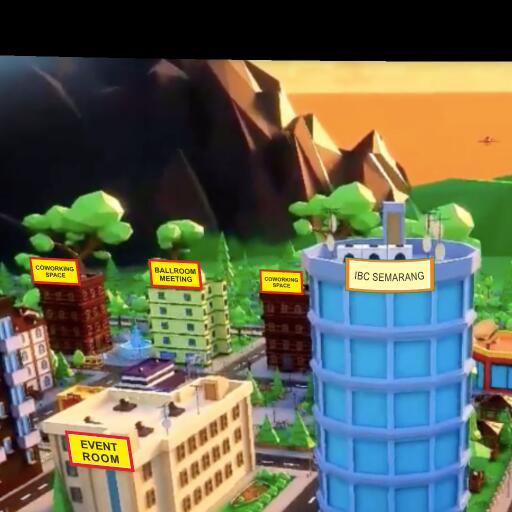 COWORKING
SPACE
BALLROOM
MEETING
COWORKING
SPACE
IBC SEMARANG
EVENT
ROOM